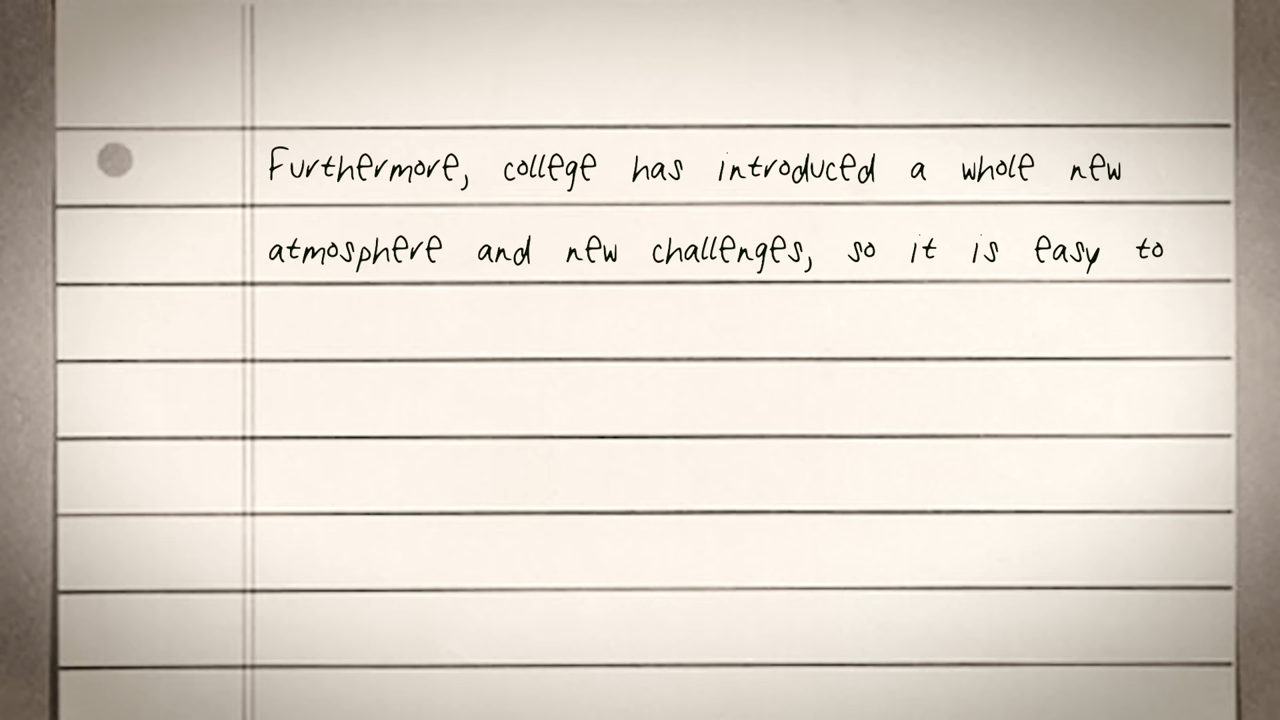 Furthermore, college has introduced a whole new
atmosphere and new challenges, so it is easy to